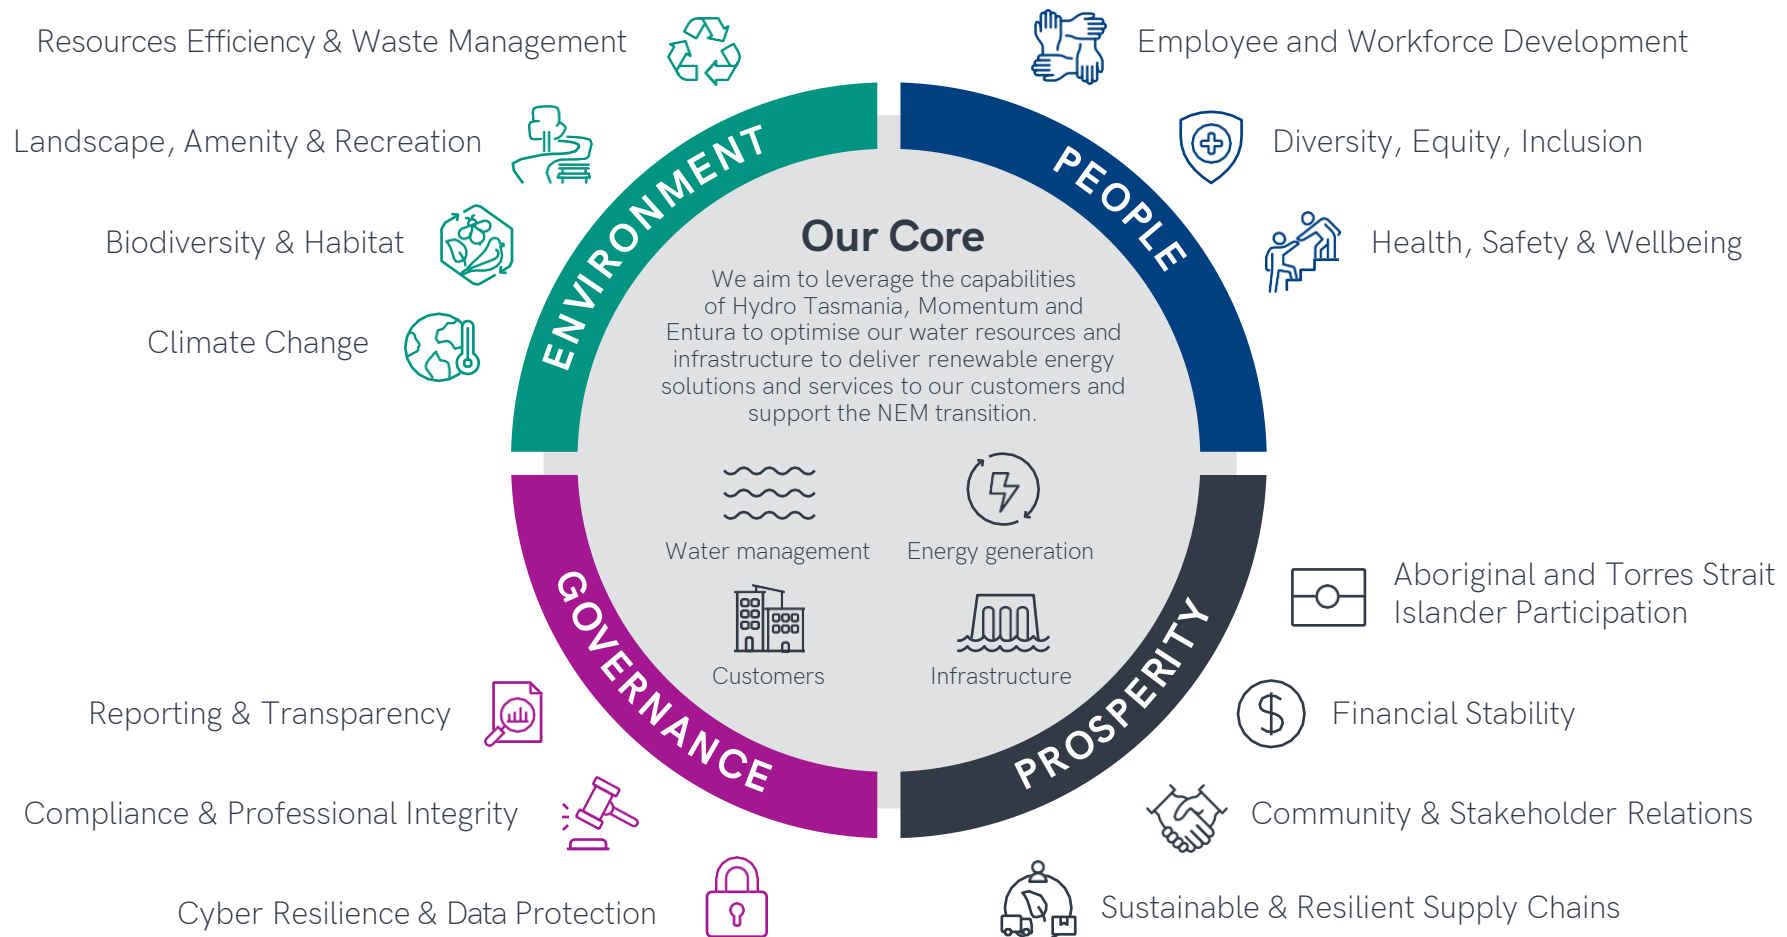 Resources Efficiency & Waste Management
Landscape, Amenity & Recreation
Biodiversity & Habitat
Climate Change
ENVIRONMENT
Employee and Workforce Development
Diversity, Equity, Inclusion
Health, Safety & Wellbeing
PEOPLE
Our Core
We aim to leverage the capabilities
of Hydro Tasmania, Momentum and
Entura to optimise our water resources and
infrastructure to deliver renewable energy
solutions and services to our customers and
support the NEM transition.
Water management
Energy generation
Customers
Infrastructure
GOVERNANCE
Reporting & Transparency
Compliance & Professional Integrity
Cyber Resilience & Data Protection
PROSPERITY
Aboriginal and Torres Strait
Islander Participation
$
Financial Stability
Community & Stakeholder Relations
Sustainable & Resilient Supply Chains